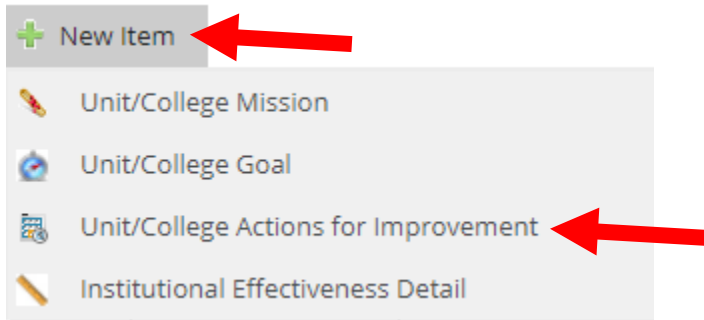 New Item
Unit/College Mission
Unit/College Goal
Unit/College Actions for Improvement
Institutional Effectiveness Detail